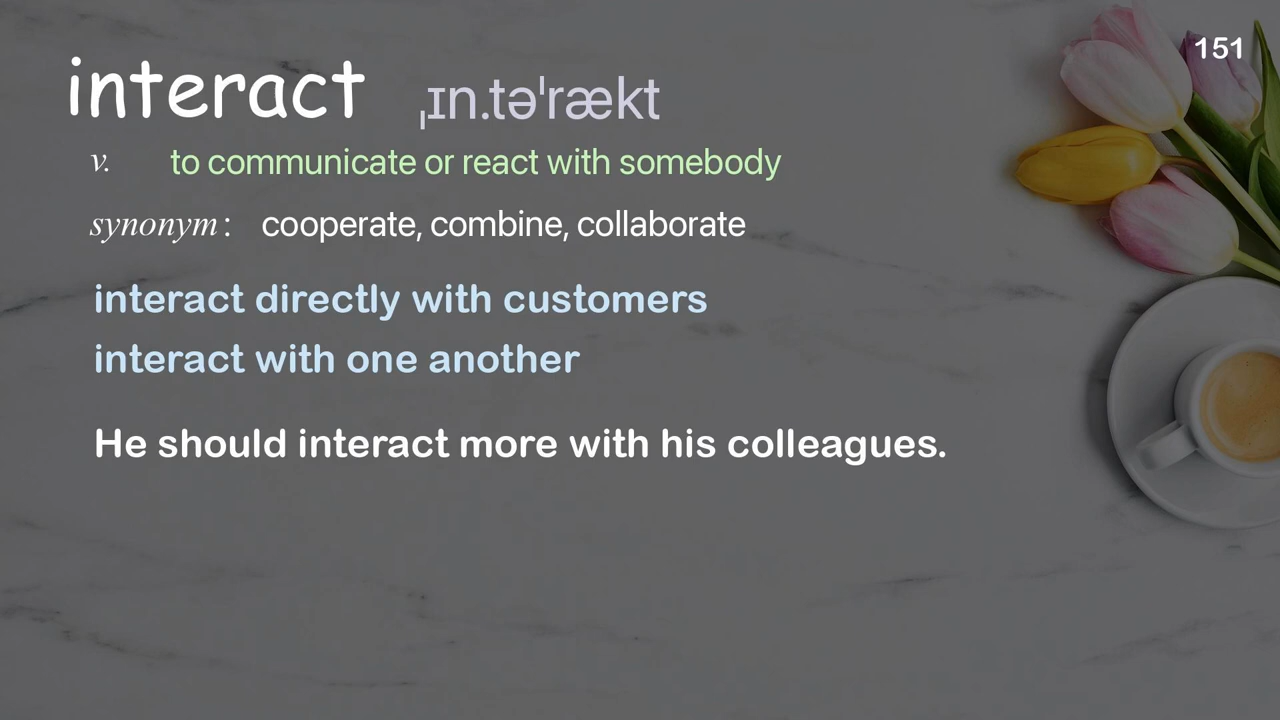 151
interact ˌɪn.təˈrækt
v. to communicate or react with somebody
synonym: cooperate, combine, collaborate
interact directly with customers
interact with one another
He should interact more with his colleagues.